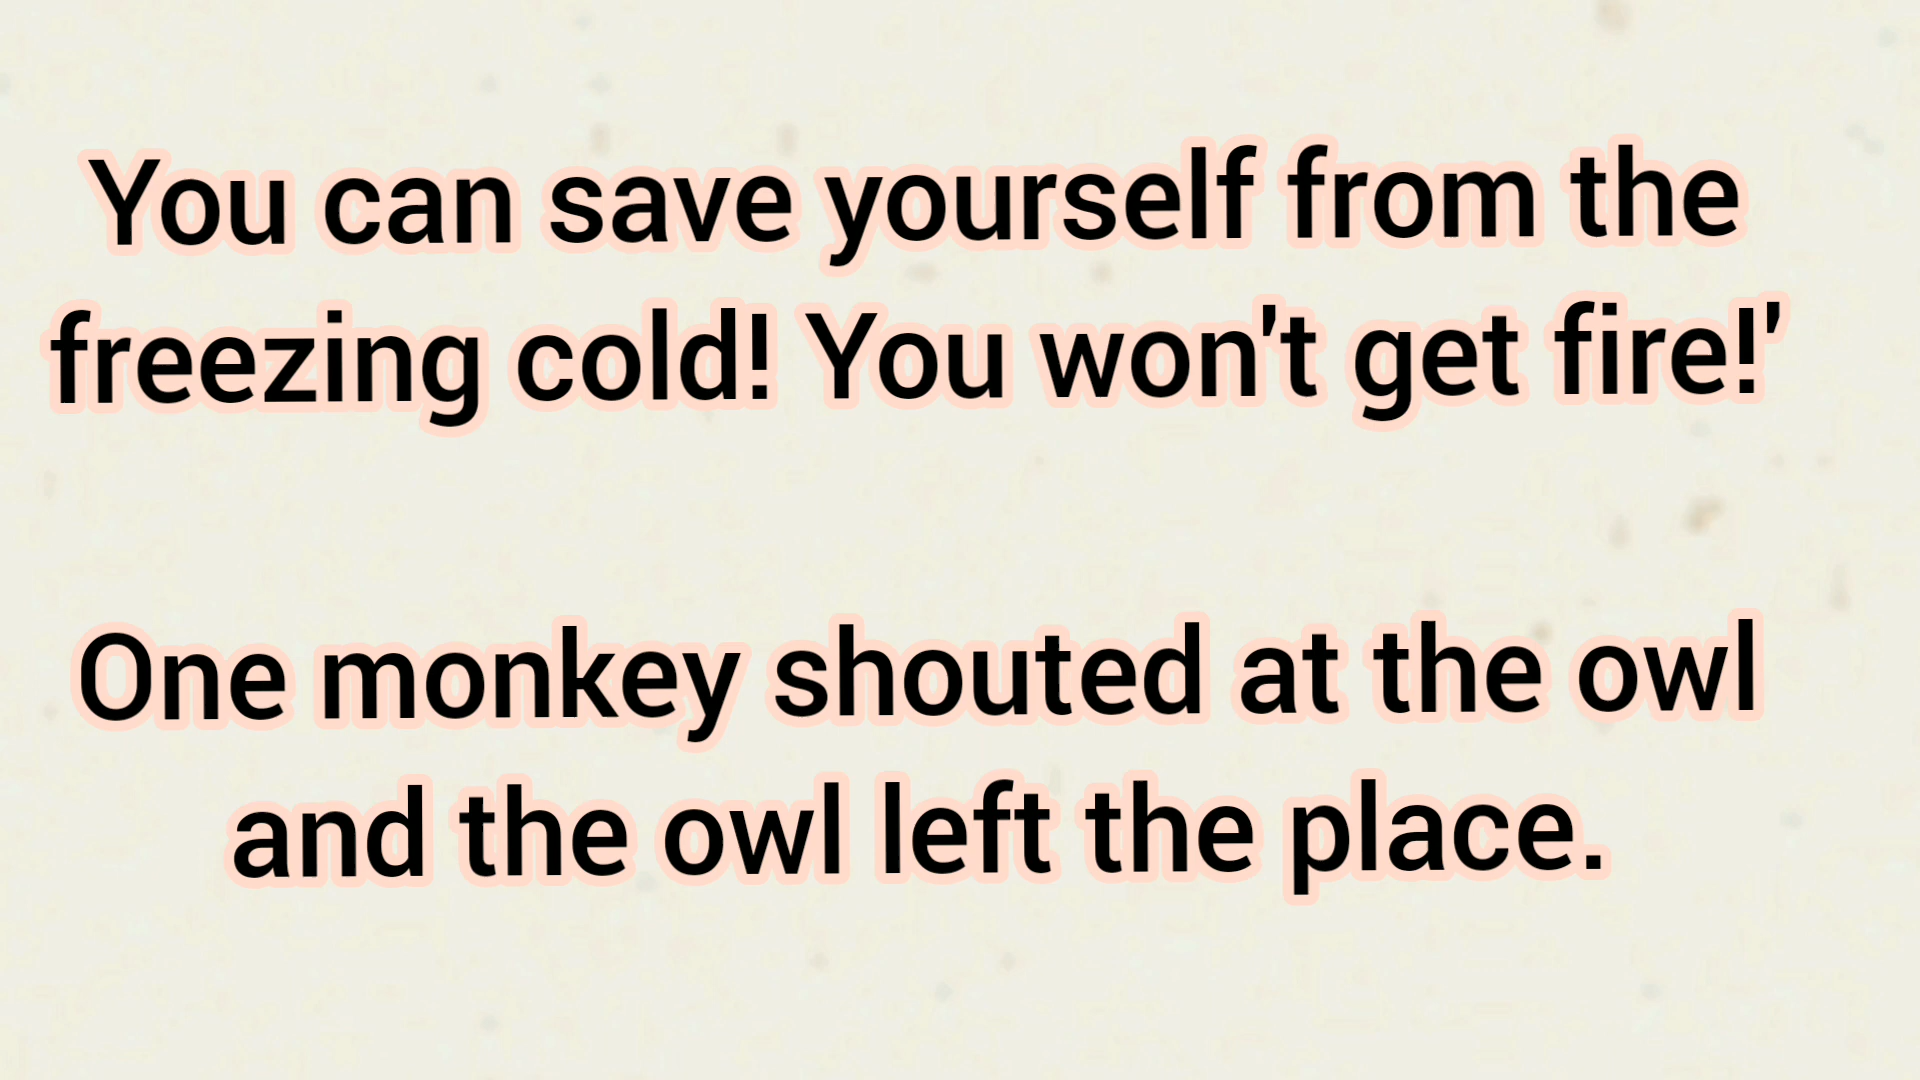 You can save yourself from the
freezing cold! You won't get fire!'
One monkey shouted at the owl
and the owl left the place.